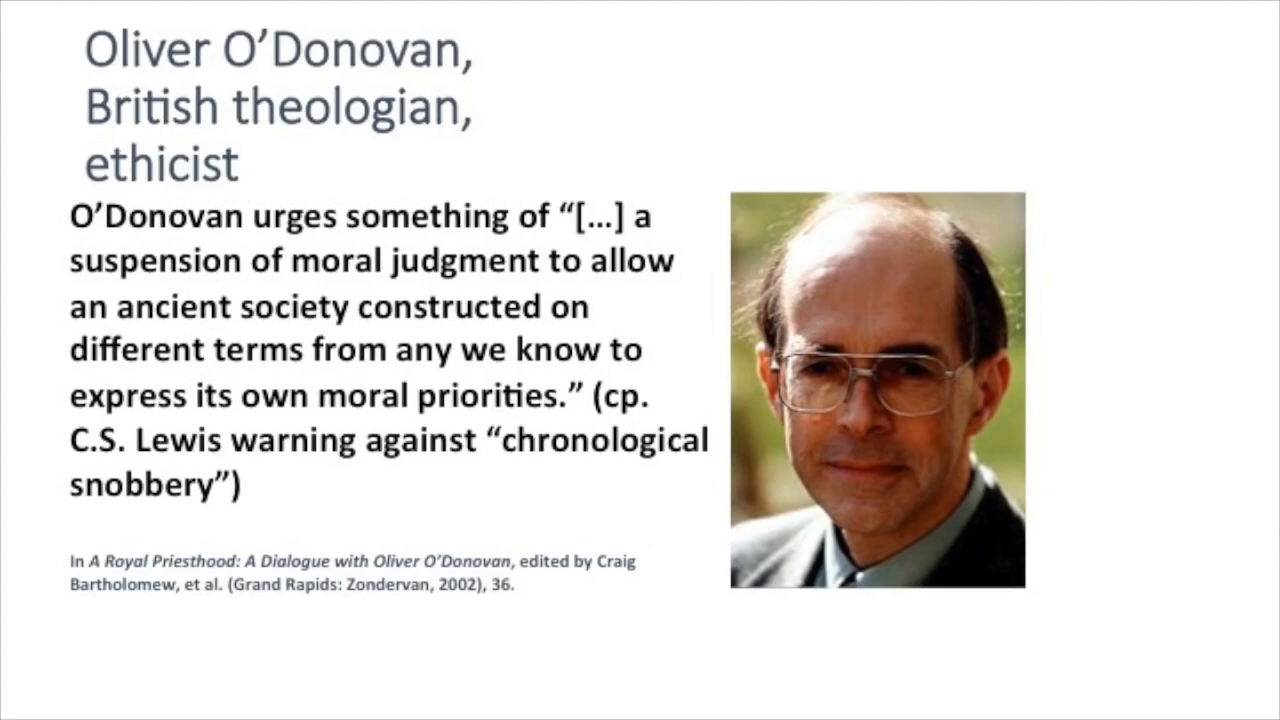 Oliver O’Donovan,
British theologian,
ethicist
O’Donovan urges something of “[…] a
suspension of moral judgment to allow
an ancient society constructed on
different terms from any we know to
express its own moral priorities.” (cp.
C.S. Lewis warning against “chronological
snobbery”)
In A Royal Priesthood: A Dialogue with Oliver O’Donovan, edited by Craig
Bartholomew, et al. (Grand Rapids: Zondervan, 2002), 36.